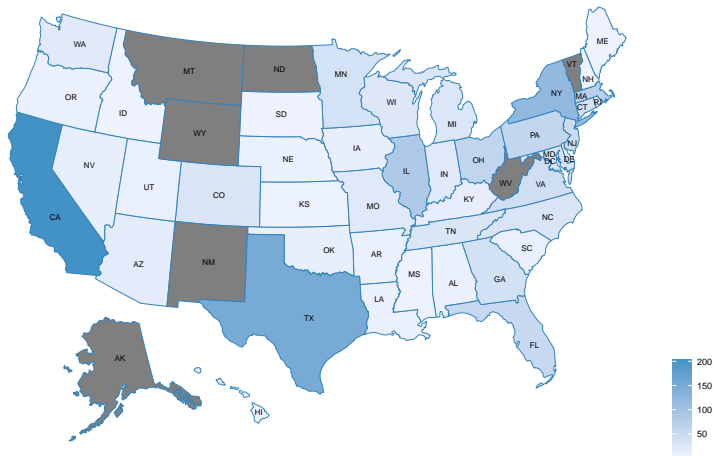 WA
ME
MT
ND
VT
MN
NH
OR
NY
MA
ID
WI
CT
RI
SD
MI
WY
PA
IA
NJ
NE
OH
MD
DE
DC
NV
IL
IN
UT
WV
VA
CO
KY
KS
MO
CA
NC
TN
OK
SC
AZ
NM
AR
MS
AL
GA
LA
TX
FL
AK
HI
200
150
100
50